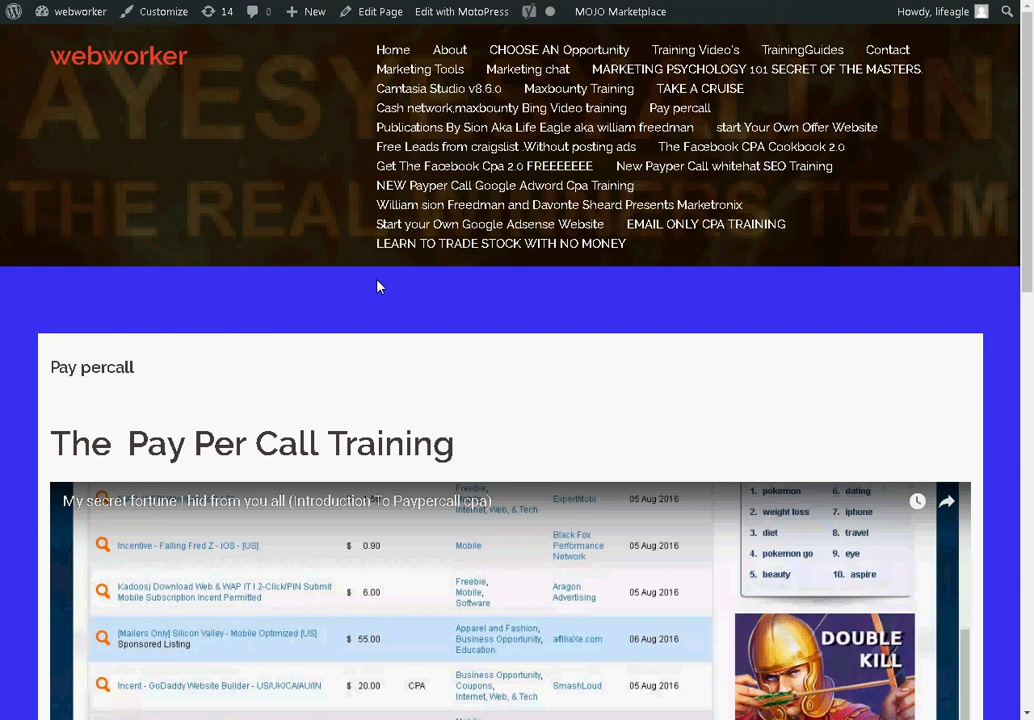 webworker Customize 14 0 New Edit Page Edit with MotoPress MOJO Marketplace Howdy, lifeagle
webworker
Home About CHOOSE AN Opportunity Training Video's TrainingGuides Contact
Marketing Tools Marketing chat MARKETING PSYCHOLOGY 101 SECRET OF THE MASTERS.
Camtasia Studio v8.6.0 Maxbounty Training TAKE A CRUISE
Cash network,maxbounty Bing Video training Pay percall
Publications By Sion Aka Life Eagle aka william freedman start Your Own Offer Website
Free Leads from craigslist .Without posting ads The Facebook CPA Cookbook 2.0
Get The Facebook Cpa 2.0 FREEEEEEE New Payper Call whitehat SEO Training
NEW Payper Call Google Adword Cpa Training
William sion Freedman and Davonte Sheard Presents Marketronix
Start your Own Google Adsense Website EMAIL ONLY CPA TRAINING
LEARN TO TRADE STOCK WITH NO MONEY
Pay percall
The Pay Per Call Training
My secret fortune I hid from you all (Introduction To Paypercall cpa)
Freebie,
Internet, Web, & Tech
ExpertMobi
05 Aug 2016
Incentive - Falling Fred Z - IOS - [US] $ 0.90 Mobile
Black Fox
Performance
Network
05 Aug 2016
Kadoosj Download Web & WAP IT I 2-Click/PIN Submit
Mobile Subscription Incent Permitted
$ 6.00
Freebie,
Mobile,
Software
Aragon
Advertising
05 Aug 2016
[Mailers Only] Silicon Valley - Mobile Optimized [US]
Sponsored Listing
$ 55.00
Apparel and Fashion,
Business Opportunity,
Education
affiliaXe.com
06 Aug 2016
Incent - GoDaddy Website Builder - US/UK/CA/AU/IN $ 20.00 CPA
Business Opportunity,
Coupons,
Internet, Web, & Tech
SmashLoud
05 Aug 2016
1. pokemon 6. dating
2. weight loss 7. iphone
3. diet 8. travel
4. pokemon go 9. eye
5. beauty 10. aspire
DOUBLE
KILL